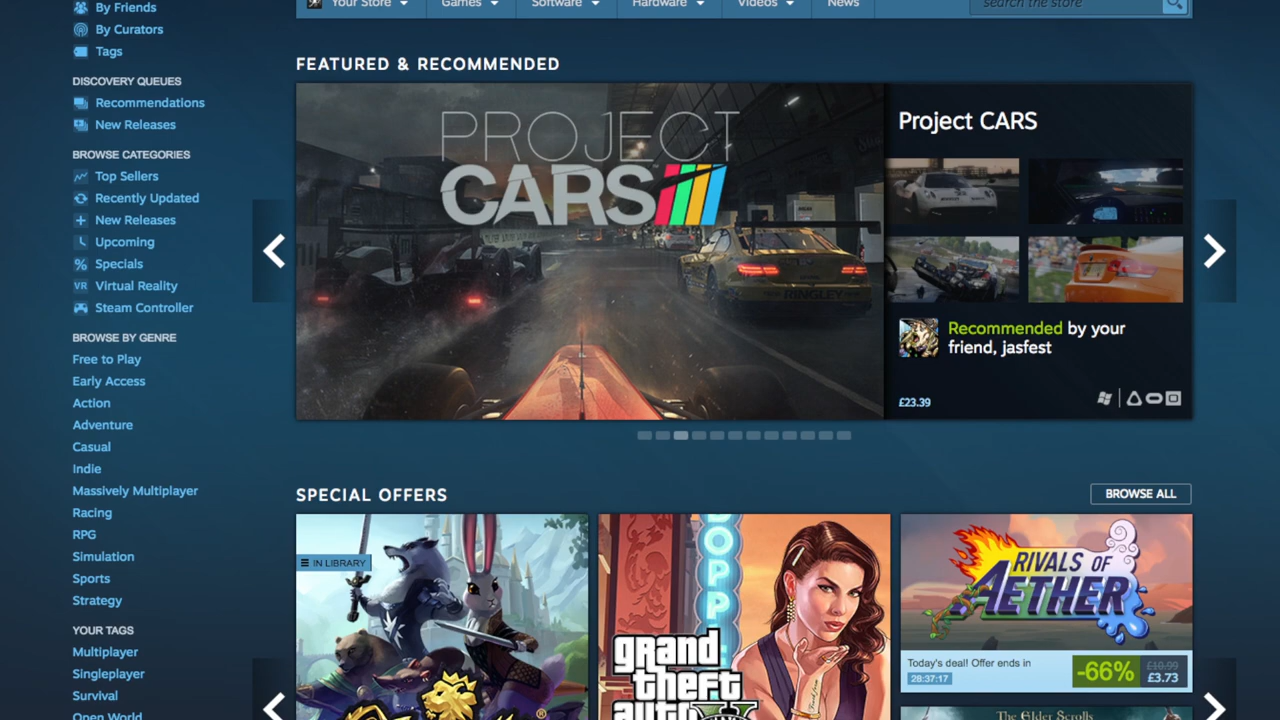 Your Store
Games
Software
Hardware
Videos
News
search the store
By Friends
By Curators
Tags
DISCOVERY QUEUES
Recommendations
New Releases
BROWSE CATEGORIES
Top Sellers
Recently Updated
New Releases
Upcoming
Specials
VR Virtual Reality
Steam Controller
BROWSE BY GENRE
Free to Play
Early Access
Action
Adventure
Casual
Indie
Massively Multiplayer
Racing
RPG
Simulation
Sports
Strategy
YOUR TAGS
Multiplayer
Singleplayer
Survival
Open World
FEATURED & RECOMMENDED
PROJECT
CARS
RINGLEY
Project CARS
Recommended by your
friend, jasfest
£23.39
SPECIAL OFFERS
BROWSE ALL
IN LIBRARY
grand
theft
auto
RIVALS OF
AETHER
Today's deal! Offer ends in
28:37:17
-66%
£10.99
£3.73
The Elder Scrolls